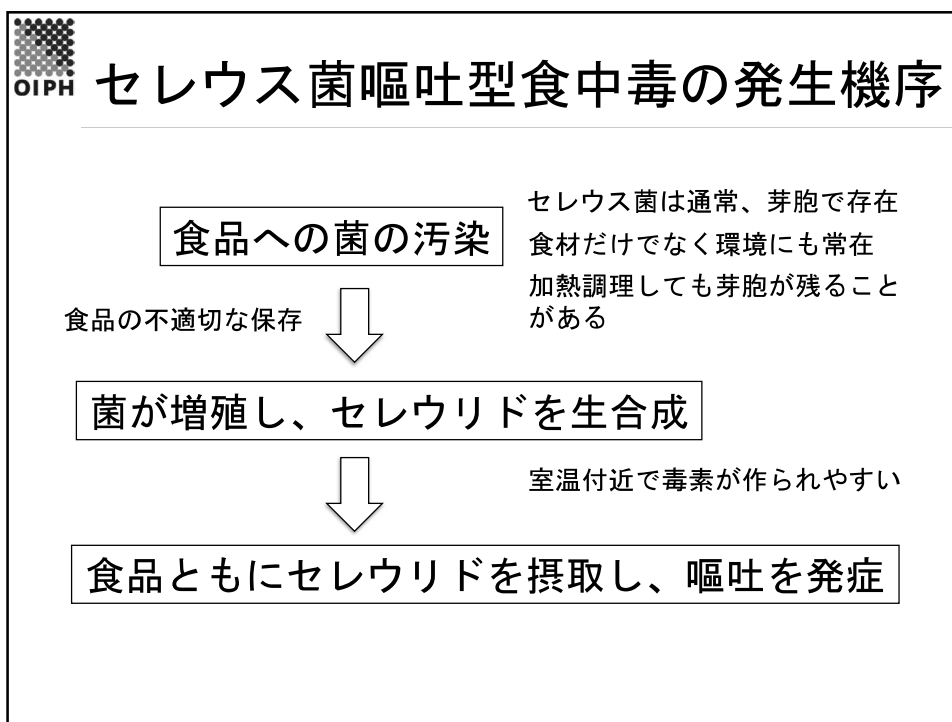 OIPH
セレウス菌嘔吐型食中毒の発生機序
食品への菌の汚染
セレウス菌は通常、芽胞で存在
食材だけでなく環境にも常在
加熱調理しても芽胞が残ること
がある
食品の不適切な保存
菌が増殖し、セレウリドを生合成
室温付近で毒素が作られやすい
食品ともにセレウリドを摂取し、嘔吐を発症